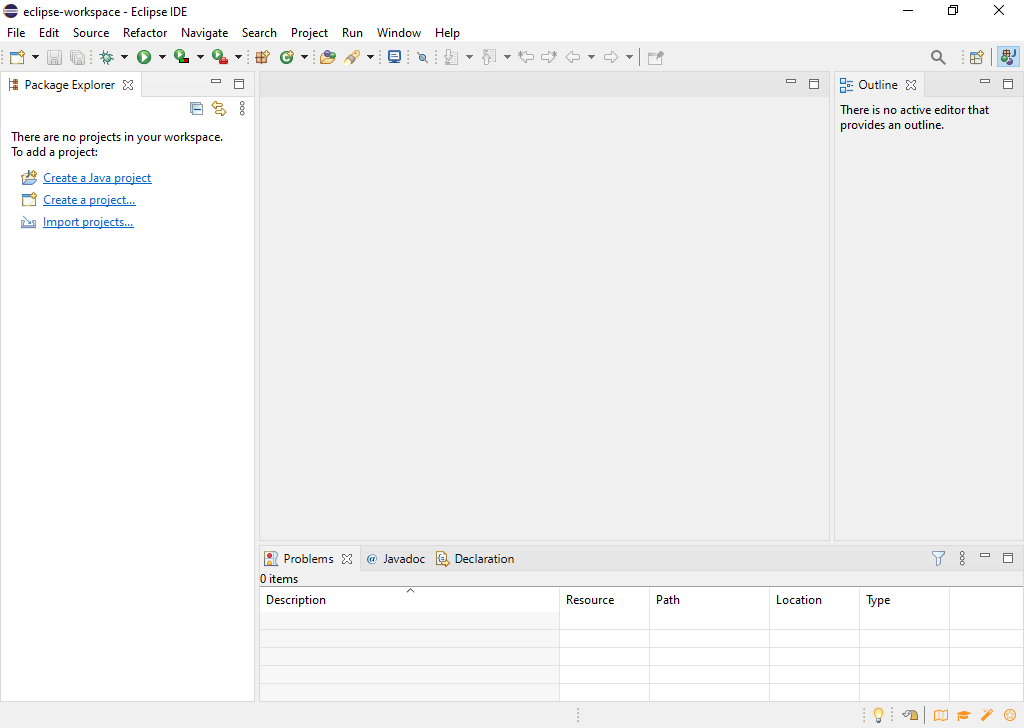 eclipse-workspace - Eclipse IDE
File Edit Source Refactor Navigate Search Project Run Window Help
Package Explorer
There are no projects in your workspace.
To add a project:
Create a Java project
Create a project...
Import projects...
Outline
There is no active editor that
provides an outline.
Problems @ Javadoc Declaration
0 items
Description Resource Path Location Type